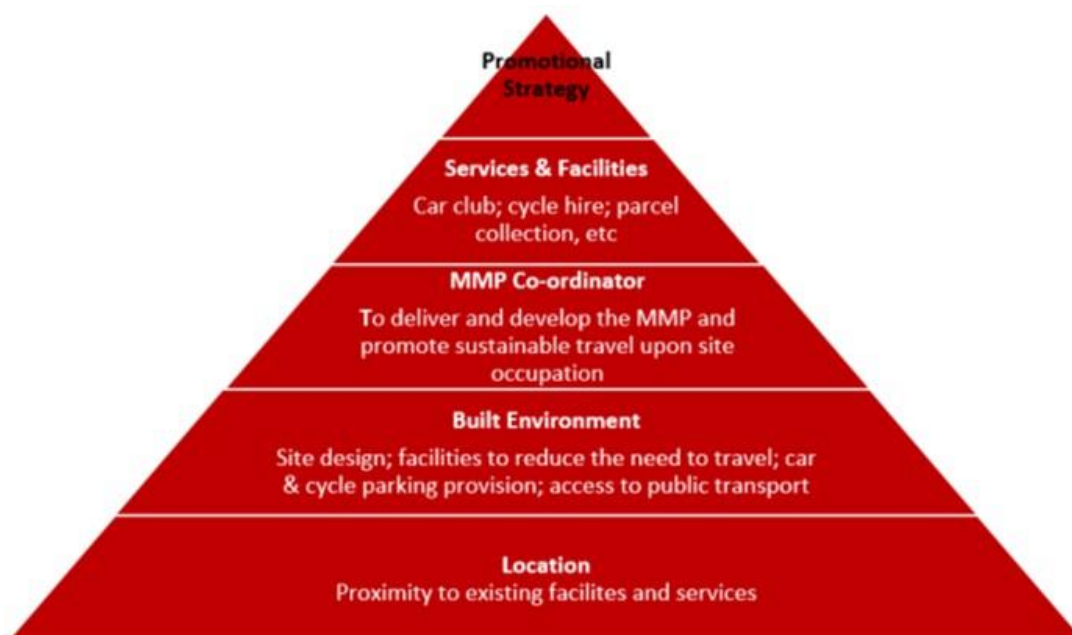 Promotional
Strategy
Services & Facilities
Car club; cycle hire; parcel
collection, etc
MMP Co-ordinator
To deliver and develop the MMP and
promote sustainable travel upon site
occupation
Built Environment
Site design; facilities to reduce the need to travel; car
& cycle parking provision; access to public transport
Location
Proximity to existing facilites and services